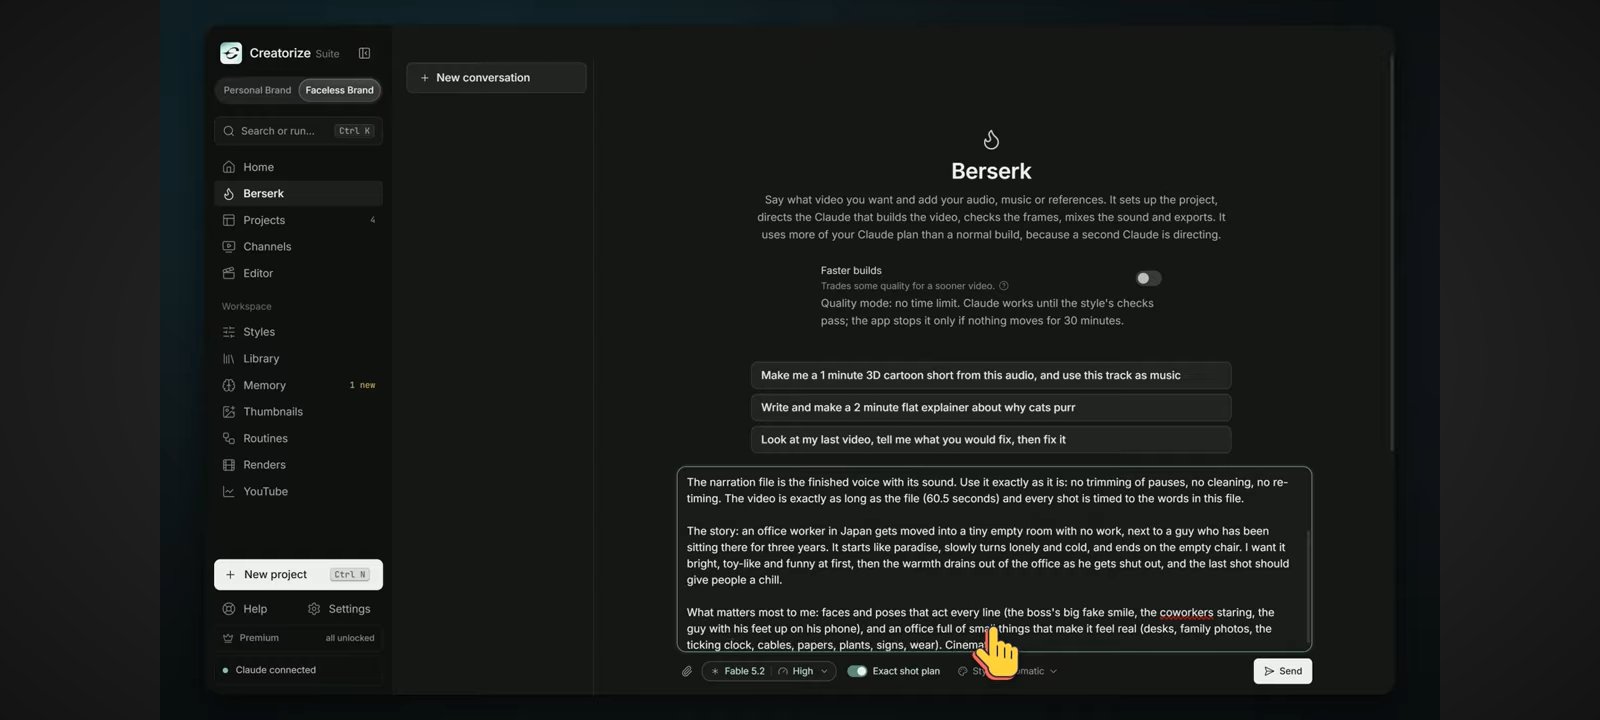 Creatorize Suite
Personal Brand
Faceless Brand
Search or run...
Ctrl K
Home
Berserk
Projects
4
Channels
Editor
Workspace
Styles
Library
Memory
1 new
Thumbnails
Routines
Renders
YouTube
+ New project
Ctrl N
Help
Settings
Premium
all unlocked
Claude connected
+ New conversation
Berserk
Say what video you want and add your audio, music or references. It sets up the project,
directs the Claude that builds the video, checks the frames, mixes the sound and exports. It
uses more of your Claude plan than a normal build, because a second Claude is directing.
Faster builds
Trades some quality for a sooner video.
Quality mode: no time limit. Claude works until the style's checks
pass; the app stops it only if nothing moves for 30 minutes.
Make me a 1 minute 3D cartoon short from this audio, and use this track as music
Write and make a 2 minute flat explainer about why cats purr
Look at my last video, tell me what you would fix, then fix it
The narration file is the finished voice with its sound. Use it exactly as it is: no trimming of pauses, no cleaning, no re-
timing. The video is exactly as long as the file (60.5 seconds) and every shot is timed to the words in this file.
The story: an office worker in Japan gets moved into a tiny empty room with no work, next to a guy who has been
sitting there for three years. It starts like paradise, slowly turns lonely and cold, and ends on the empty chair. I want it
bright, toy-like and funny at first, then the warmth drains out of the office as he gets shut out, and the last shot should
give people a chill.
What matters most to me: faces and poses that act every line (the boss's big fake smile, the coworkers staring, the
guy with his feet up on his phone), and an office full of small things that make it feel real (desks, family photos, the
ticking clock, cables, papers, plants, signs, wear). Cinema
Fable 5.2
High
Exact shot plan
Send